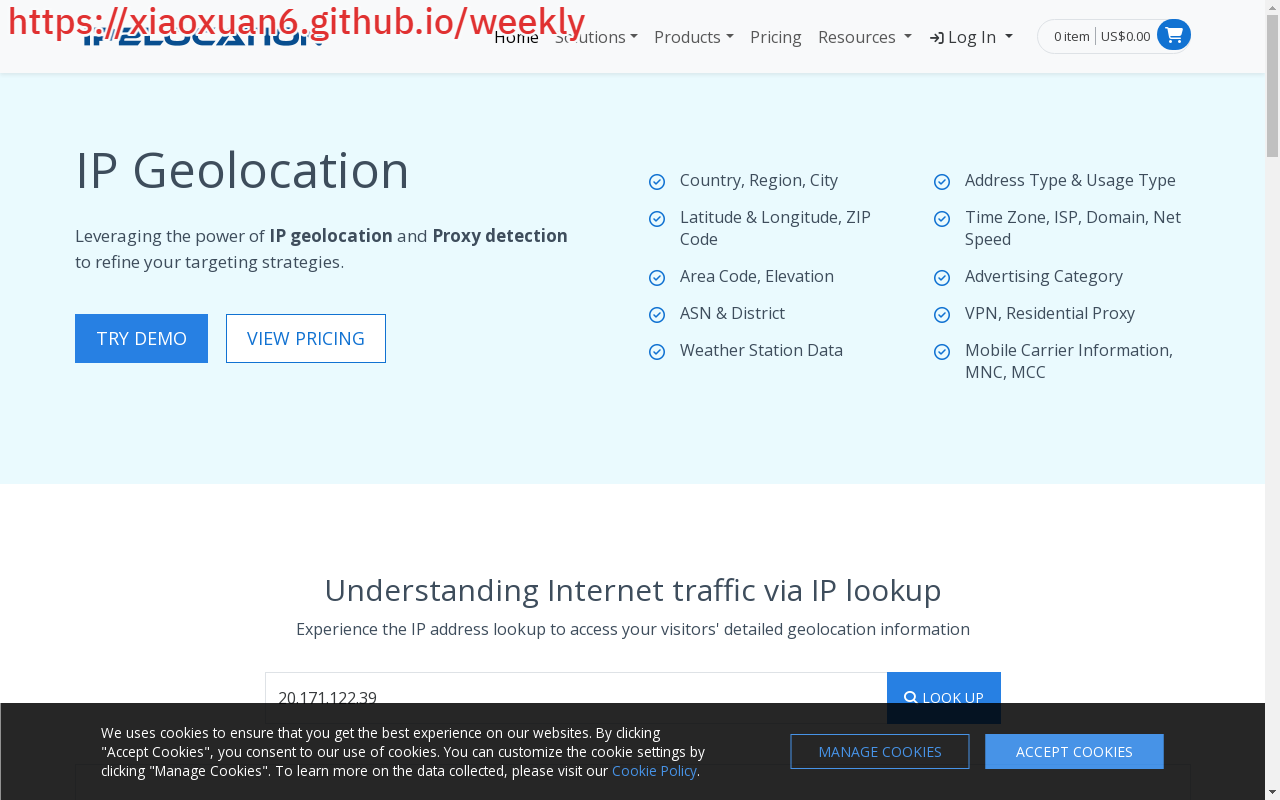 https://xiaoxuan6.github.io/weekly
IP2LOCATION
Home Solutions Products Pricing Resources Log In 0 item US$0.00
IP Geolocation
Leveraging the power of IP geolocation and Proxy detection
to refine your targeting strategies.
TRY DEMO VIEW PRICING
Country, Region, City
Latitude & Longitude, ZIP
Code
Area Code, Elevation
ASN & District
Weather Station Data
Address Type & Usage Type
Time Zone, ISP, Domain, Net
Speed
Advertising Category
VPN, Residential Proxy
Mobile Carrier Information,
MNC, MCC
Understanding Internet traffic via IP lookup
Experience the IP address lookup to access your visitors' detailed geolocation information
20.171.122.39 LOOK UP
We uses cookies to ensure that you get the best experience on our websites. By clicking
"Accept Cookies", you consent to our use of cookies. You can customize the cookie settings by
clicking "Manage Cookies". To learn more on the data collected, please visit our Cookie Policy.
MANAGE COOKIES ACCEPT COOKIES